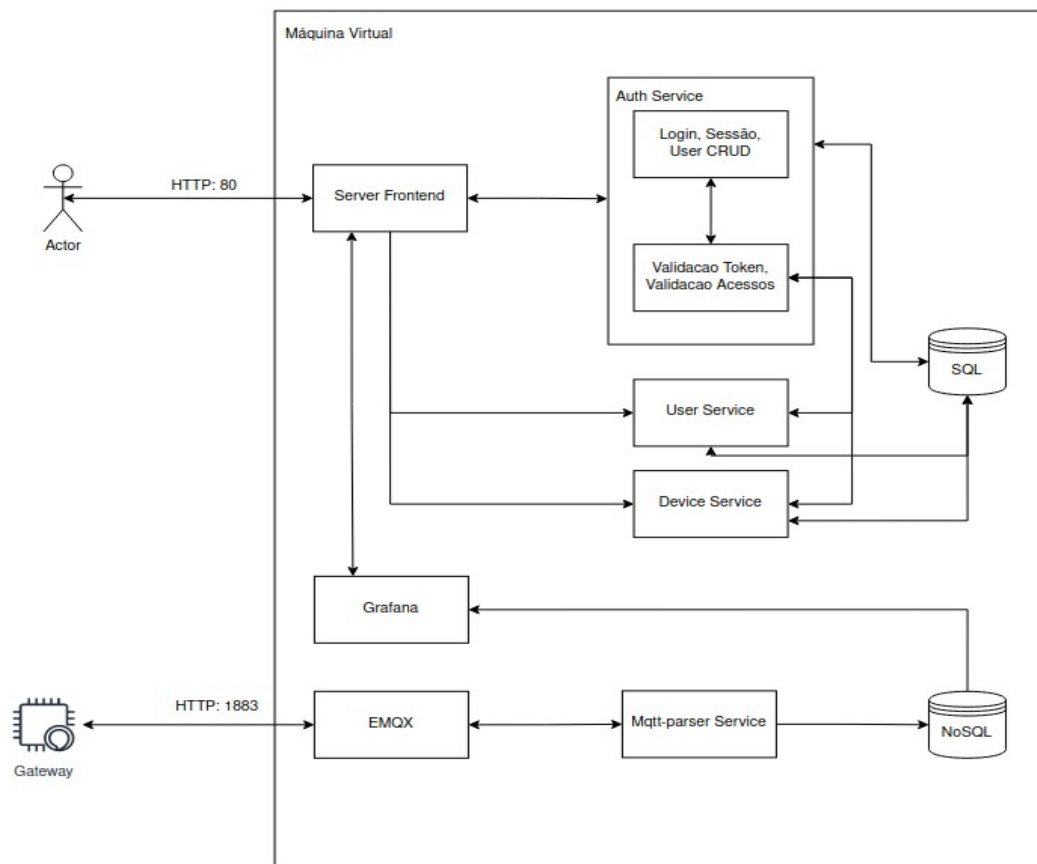 Máquina Virtual
Auth Service
Login, Sessão,
User CRUD
HTTP: 80
Server Frontend
Actor
Validacao Token,
Validacao Acessos
SQL
User Service
Device Service
Grafana
HTTP: 1883
EMQX
Mqtt-parser Service
NoSQL
Gateway